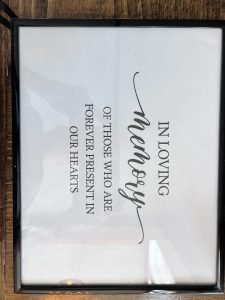 IN LOVING
memory
OF THOSE WHO ARE
FOREVER PRESENT IN
OUR HEARTS